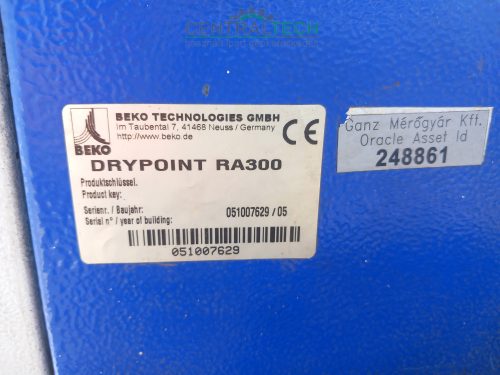 CENTRALTECH
BEKO
BEKO TECHNOLOGIES GMBH
Im Taubental 7, 41468 Neuss / Germany
http://www.beko.de
CE
DRYPOINT RA300
Produktschlüssel.
Product key:
Serienr. / Baujahr:
Serial n° / year of building:
051007629 / 05
051007629
Ganz Mérőgyár Kft.
Oracle Asset Id
248861